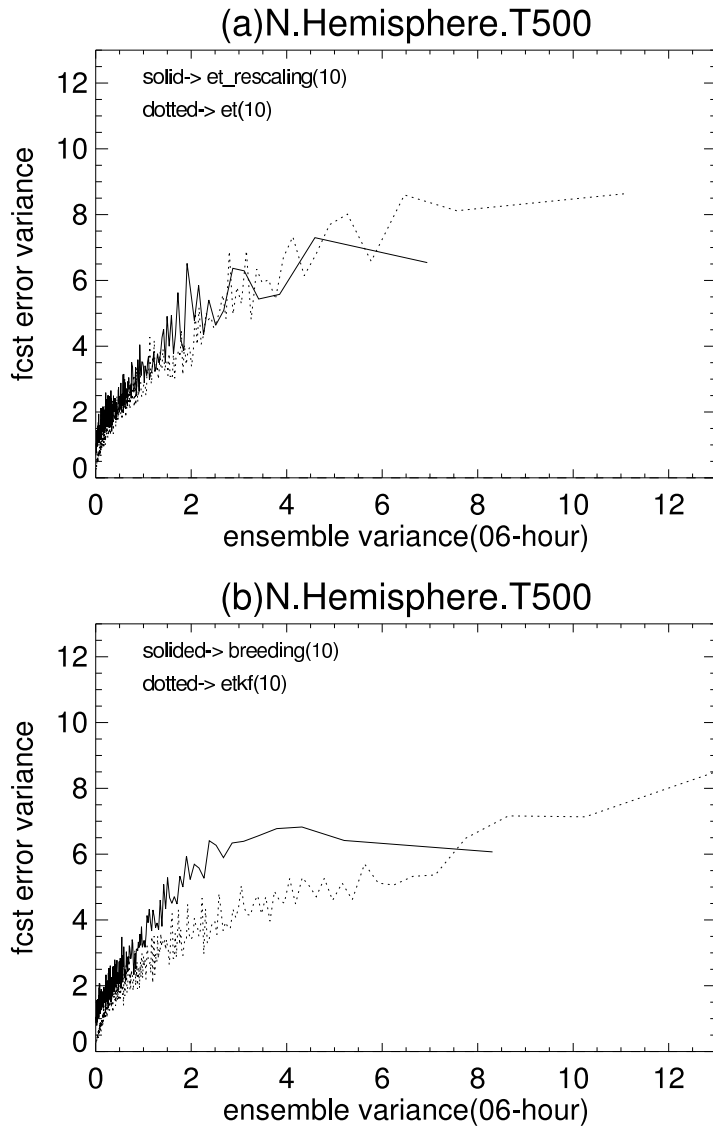 (a)N.Hemisphere.T500
solid-> et_rescaling(10)
dotted-> et(10)
12
10
8
6
4
2
0
fcst error variance
0 2 4 6 8 10 12
ensemble variance(06-hour)
(b)N.Hemisphere.T500
solided-> breeding(10)
dotted-> etkf(10)
12
10
8
6
4
2
0
fcst error variance
0 2 4 6 8 10 12
ensemble variance(06-hour)